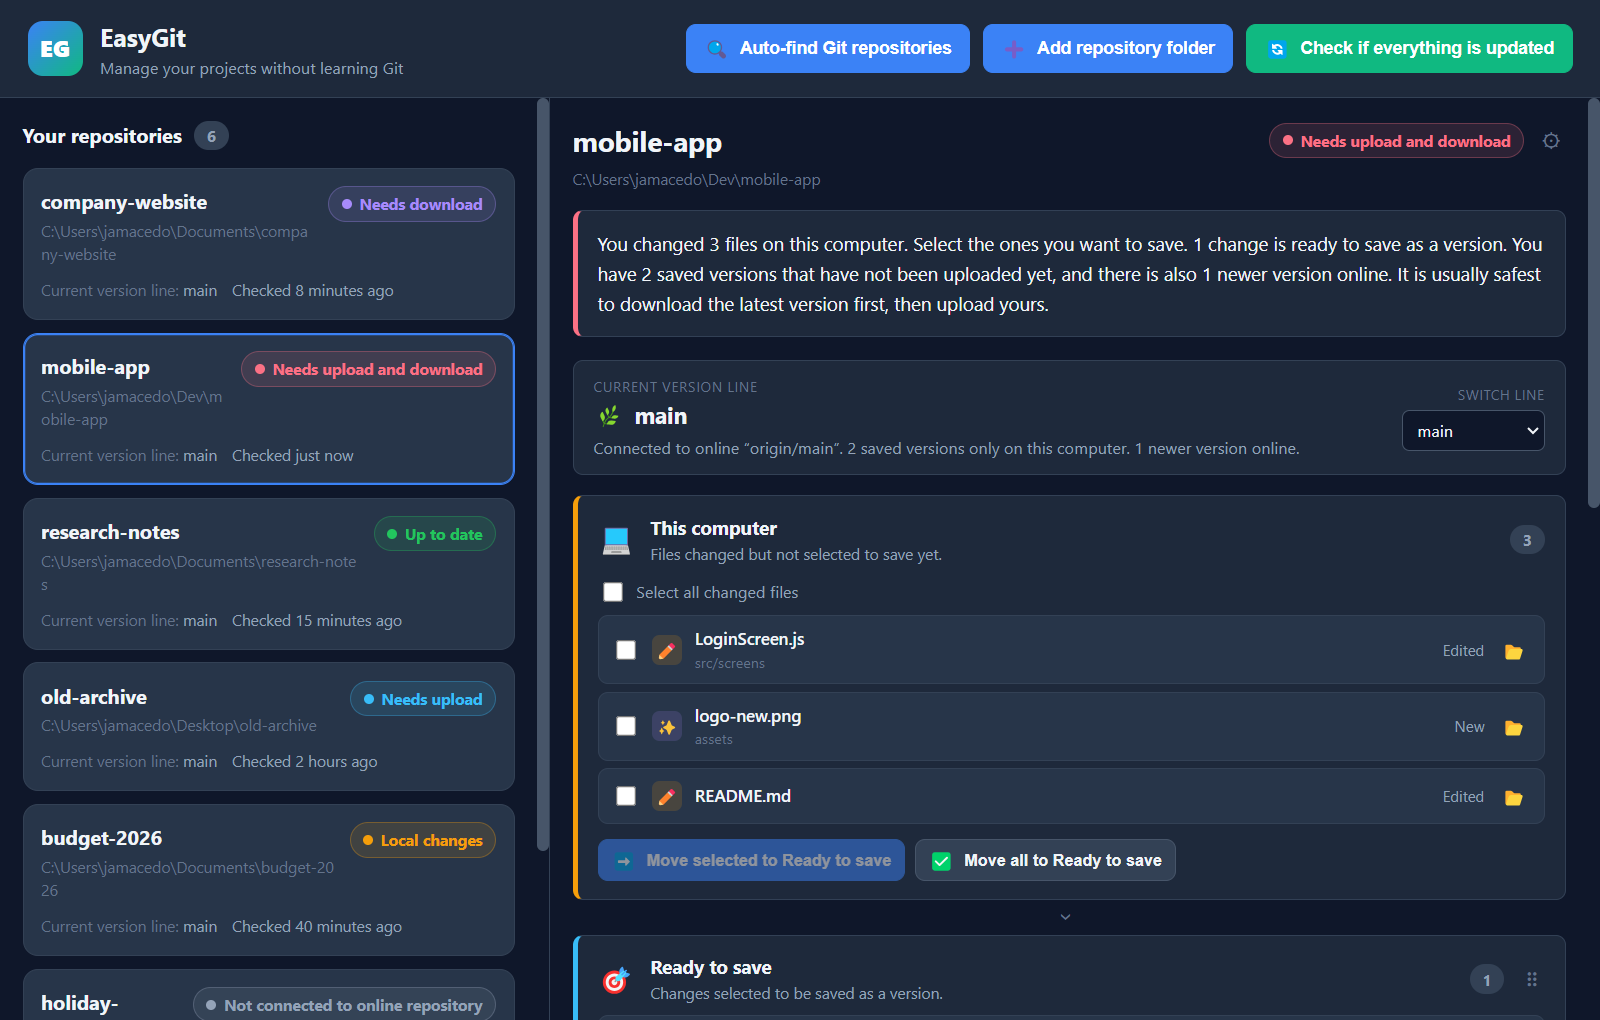 EG
EasyGit
Manage your projects without learning Git
Auto-find Git repositories
Add repository folder
Check if everything is updated
Your repositories 6
company-website
Needs download
C:\Users\jamacedo\Documents\compa
ny-website
Current version line: main Checked 8 minutes ago
mobile-app
Needs upload and download
C:\Users\jamacedo\Dev\m
obile-app
Current version line: main Checked just now
research-notes
Up to date
C:\Users\jamacedo\Documents\research-note
s
Current version line: main Checked 15 minutes ago
old-archive
Needs upload
C:\Users\jamacedo\Desktop\old-archive
Current version line: main Checked 2 hours ago
budget-2026
Local changes
C:\Users\jamacedo\Documents\budget-20
26
Current version line: main Checked 40 minutes ago
holiday-
Not connected to online repository
mobile-app
Needs upload and download
C:\Users\jamacedo\Dev\mobile-app
You changed 3 files on this computer. Select the ones you want to save. 1 change is ready to save as a version. You
have 2 saved versions that have not been uploaded yet, and there is also 1 newer version online. It is usually safest
to download the latest version first, then upload yours.
CURRENT VERSION LINE
main
Connected to online “origin/main”. 2 saved versions only on this computer. 1 newer version online.
SWITCH LINE
main
This computer
Files changed but not selected to save yet.
3
Select all changed files
LoginScreen.js
src/screens
Edited
logo-new.png
assets
New
README.md
Edited
Move selected to Ready to save
Move all to Ready to save
Ready to save
Changes selected to be saved as a version.
1